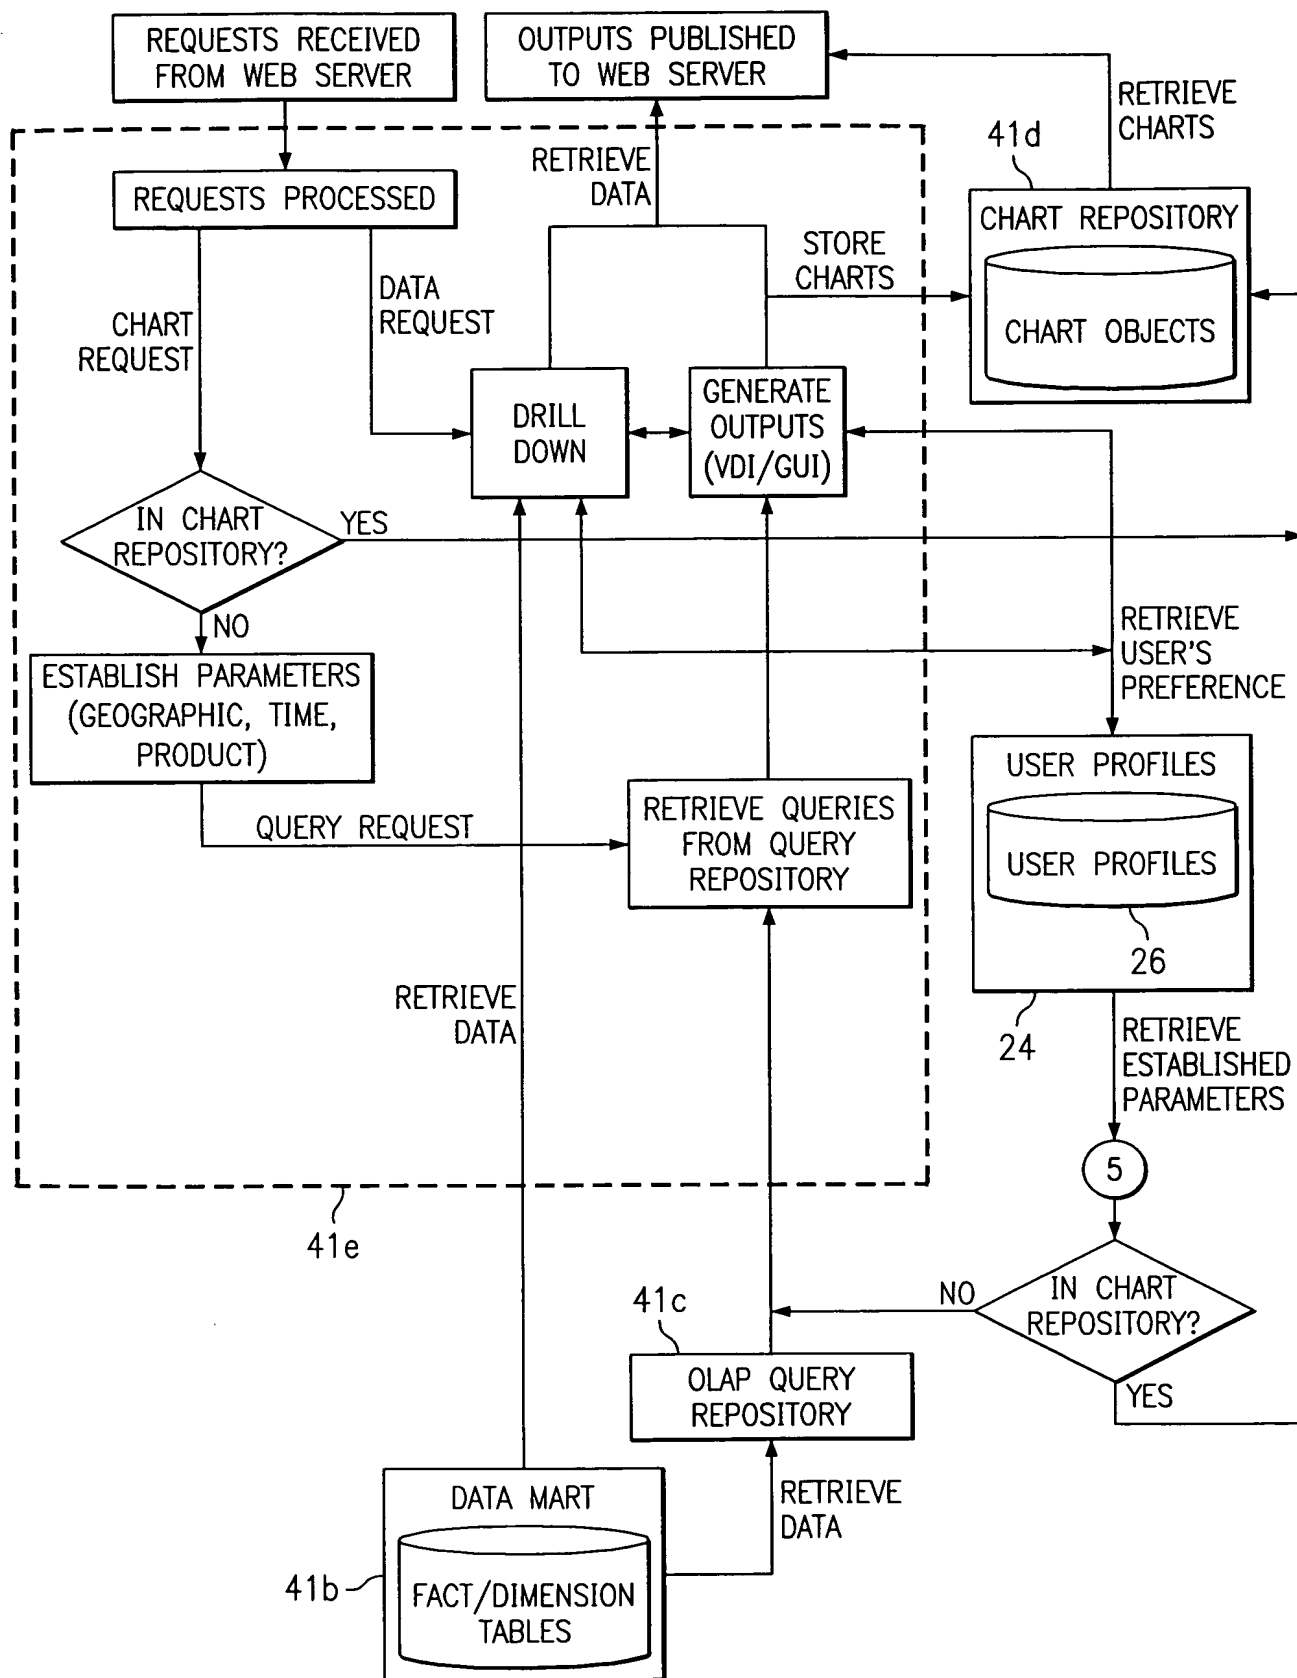 REQUESTS RECEIVED
FROM WEB SERVER
OUTPUTS PUBLISHED
TO WEB SERVER
RETRIEVE
CHARTS
41d
RETRIEVE
DATA
REQUESTS PROCESSED
CHART REPOSITORY
CHART OBJECTS
STORE
CHARTS
DATA
REQUEST
CHART
REQUEST
DRILL
DOWN
GENERATE
OUTPUTS
(VDI/GUI)
IN CHART
REPOSITORY?
YES
NO
RETRIEVE
USER'S
PREFERENCE
ESTABLISH PARAMETERS
(GEOGRAPHIC, TIME,
PRODUCT)
QUERY REQUEST
RETRIEVE QUERIES
FROM QUERY
REPOSITORY
USER PROFILES
USER PROFILES
26
24
RETRIEVE
DATA
RETRIEVE
ESTABLISHED
PARAMETERS
5
41e
IN CHART
REPOSITORY?
NO
YES
41c
OLAP QUERY
REPOSITORY
RETRIEVE
DATA
DATA MART
FACT/DIMENSION
TABLES
41b